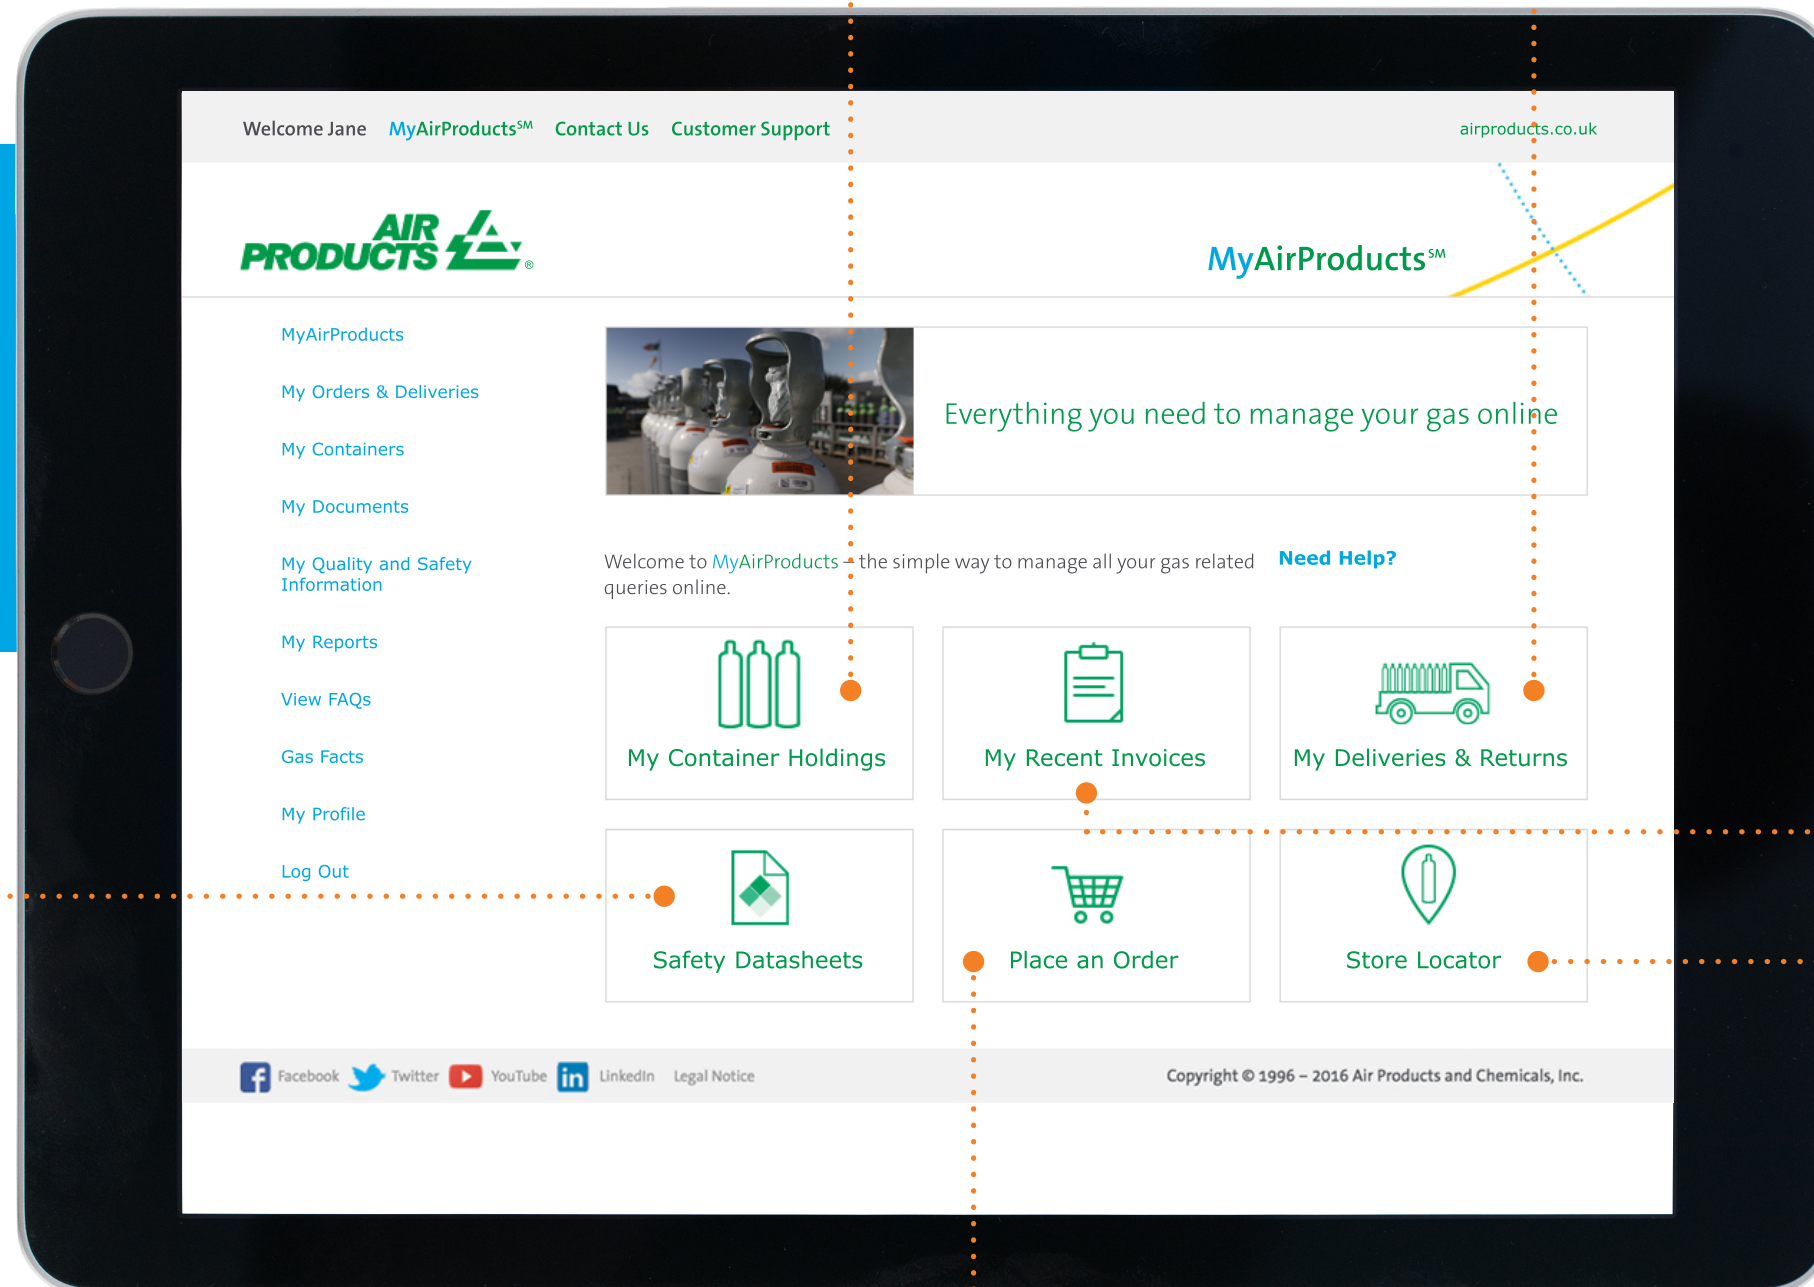 Welcome Jane MyAirProducts℠ Contact Us Customer Support airproducts.co.uk
AIR
PRODUCTS ®
MyAirProducts℠
MyAirProducts
My Orders & Deliveries
My Containers
My Documents
My Quality and Safety
Information
My Reports
View FAQs
Gas Facts
My Profile
Log Out
Everything you need to manage your gas online
Welcome to MyAirProducts – the simple way to manage all your gas related
queries online.
Need Help?
My Container Holdings
My Recent Invoices
My Deliveries & Returns
Safety Datasheets
Place an Order
Store Locator
Facebook Twitter YouTube LinkedIn Legal Notice
Copyright © 1996 – 2016 Air Products and Chemicals, Inc.